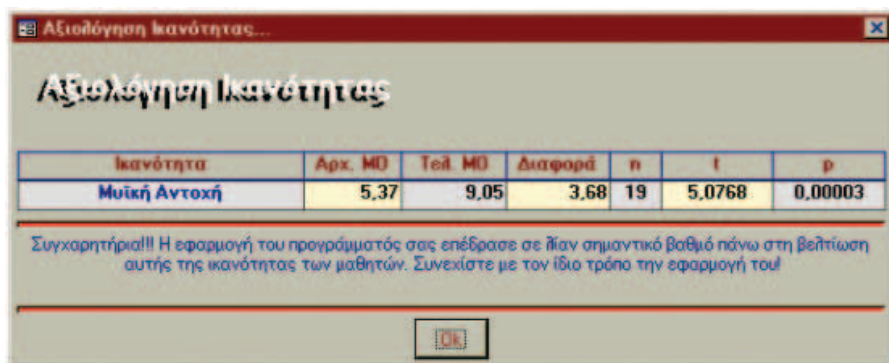 Αξιολόγηση Ικανότητας...
Αξιολόγηση Ικανότητας
Ικανότητα Αρχ. ΜΟ Τελ. ΜΟ Διαφορά n t p
Μυϊκή Αντοχή 5,37 9,05 3,68 19 5,0768 0,00003
Συγχαρητήρια!!! Η εφαρμογή του προγράμματός σας επέδρασε σε λίαν σημαντικό βαθμό πάνω στη βελτίωση
αυτής της ικανότητας των μαθητών. Συνεχίστε με τον ίδιο τρόπο την εφαρμογή του!
Ok